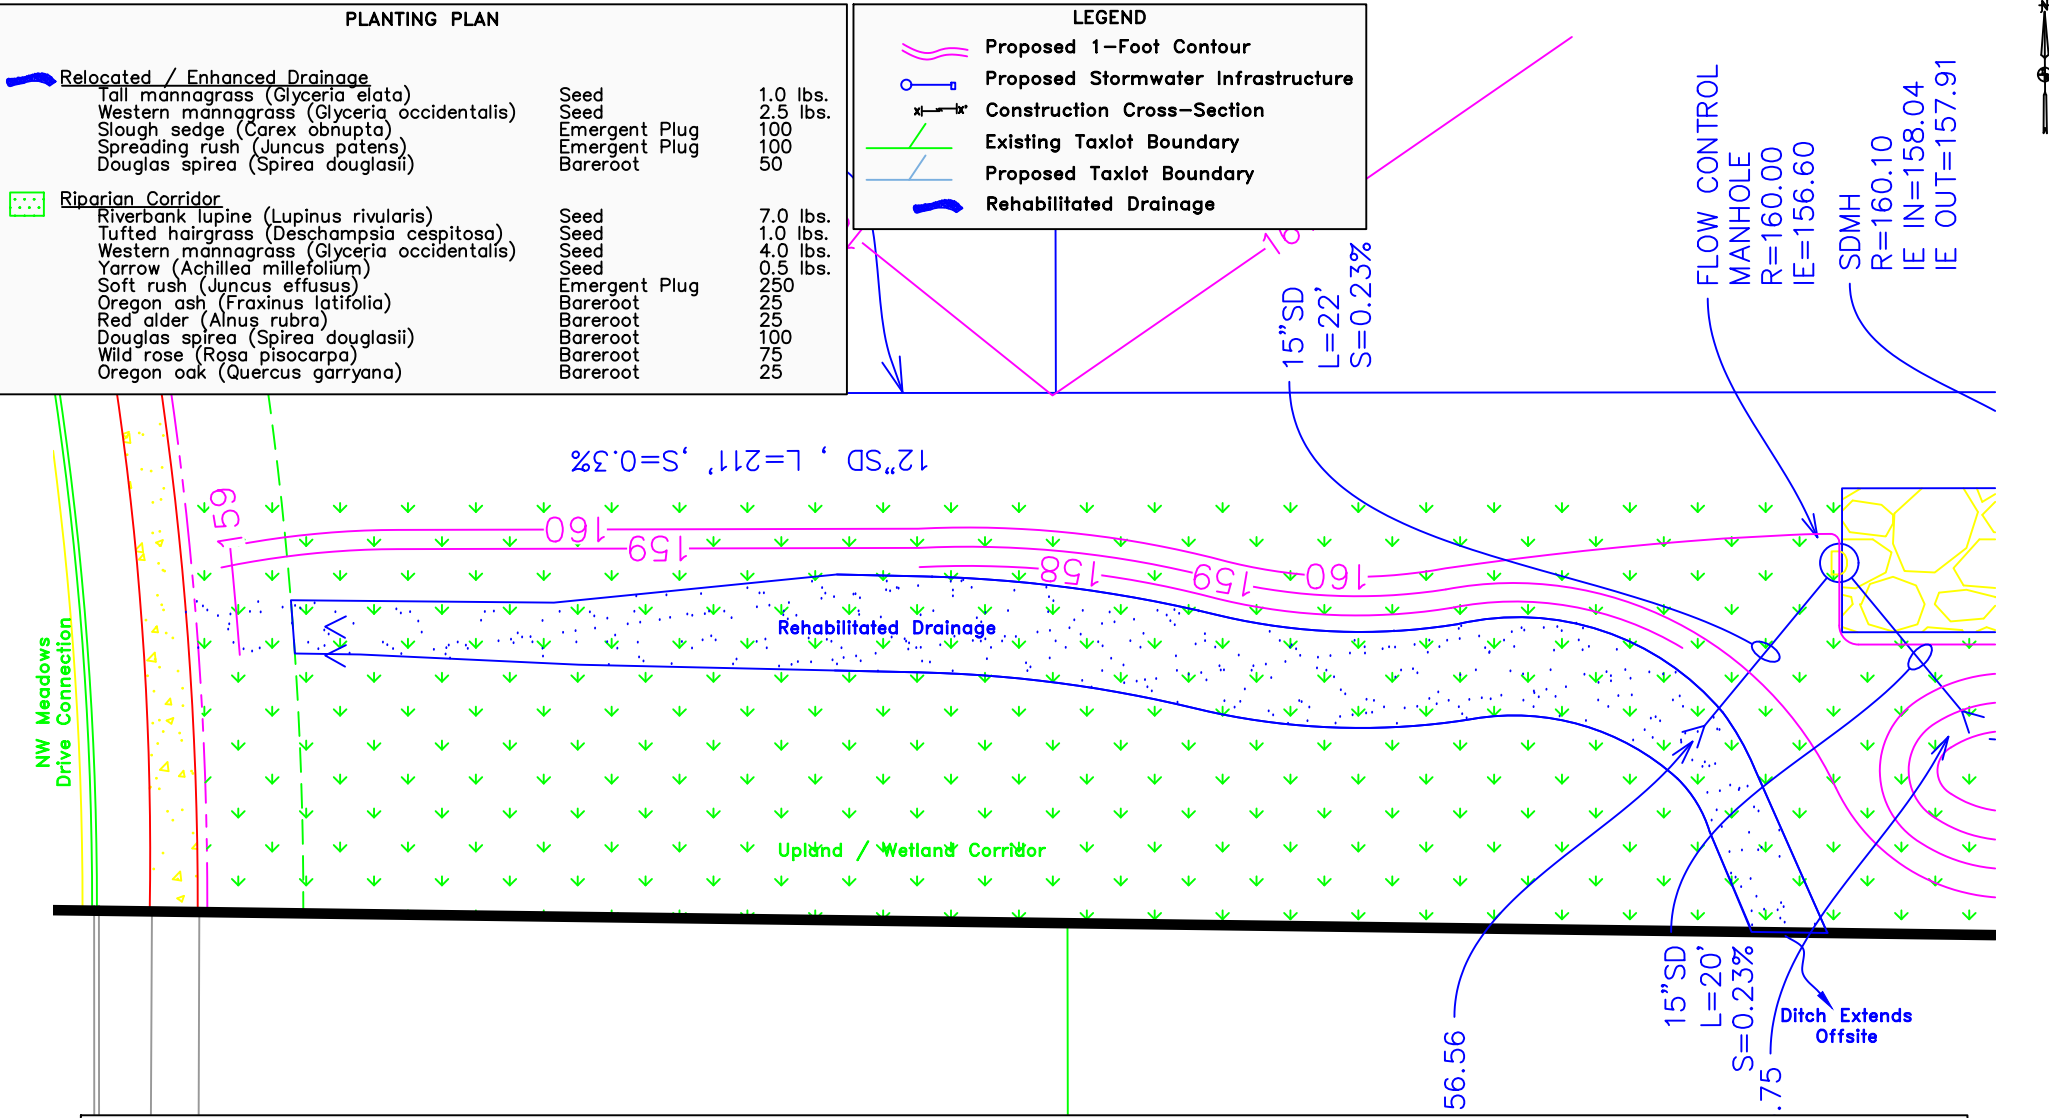 PLANTING PLAN
Relocated / Enhanced Drainage
Tall mannagrass (Glyceria elata) Seed 1.0 lbs.
Western mannagrass (Glyceria occidentalis) Seed 2.5 lbs.
Slough sedge (Carex obnupta) Emergent Plug 100
Spreading rush (Juncus patens) Emergent Plug 100
Douglas spirea (Spirea douglasii) Bareroot 50
Riparian Corridor
Riverbank lupine (Lupinus rivularis) Seed 7.0 lbs.
Tufted hairgrass (Deschampsia cespitosa) Seed 1.0 lbs.
Western mannagrass (Glyceria occidentalis) Seed 4.0 lbs.
Yarrow (Achillea millefolium) Seed 0.5 lbs.
Soft rush (Juncus effusus) Emergent Plug 250
Oregon ash (Fraxinus latifolia) Bareroot 25
Red alder (Alnus rubra) Bareroot 25
Douglas spirea (Spirea douglasii) Bareroot 100
Wild rose (Rosa pisocarpa) Bareroot 75
Oregon oak (Quercus garryana) Bareroot 25
LEGEND
Proposed 1-Foot Contour
Proposed Stormwater Infrastructure
X X'
Construction Cross-Section
Existing Taxlot Boundary
Proposed Taxlot Boundary
Rehabilitated Drainage
N
FLOW CONTROL
MANHOLE
R=160.00
IE=156.60
SDMH
R=160.10
IE IN=158.04
IE OUT=157.91
15"SD
L=22'
S=0.23%
16
12"SD , L=211', S=0.3%
159
160
159
158
159
160
Rehabilitated Drainage
NW Meadows
Drive Connection
Upland / Wetland Corridor
56.56
15"SD
L=20'
S=0.23%
.75
Ditch Extends
Offsite